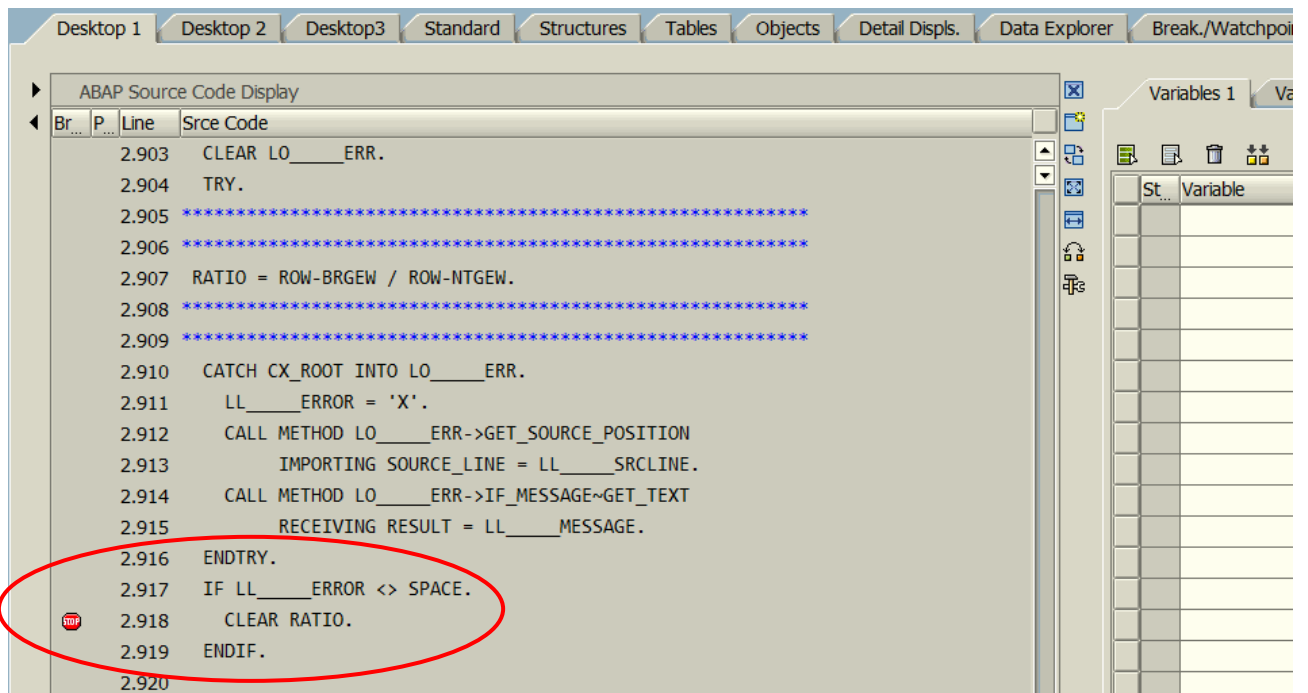 Desktop 1 Desktop 2 Desktop3 Standard Structures Tables Objects Detail Displs. Data Explorer Break./Watchpoin
ABAP Source Code Display
Variables 1 Va
Br... P... Line Srce Code
St... Variable
2.903 CLEAR LO_____ERR.
2.904 TRY.
2.905 **********************************************************
2.906 **********************************************************
2.907 RATIO = ROW-BRGEW / ROW-NTGEW.
2.908 **********************************************************
2.909 **********************************************************
2.910 CATCH CX_ROOT INTO LO_____ERR.
2.911 LL_____ERROR = 'X'.
2.912 CALL METHOD LO_____ERR->GET_SOURCE_POSITION
2.913 IMPORTING SOURCE_LINE = LL_____SRCLINE.
2.914 CALL METHOD LO_____ERR->IF_MESSAGE~GET_TEXT
2.915 RECEIVING RESULT = LL_____MESSAGE.
2.916 ENDTRY.
2.917 IF LL_____ERROR <> SPACE.
STOP 2.918 CLEAR RATIO.
2.919 ENDIF.
2.920